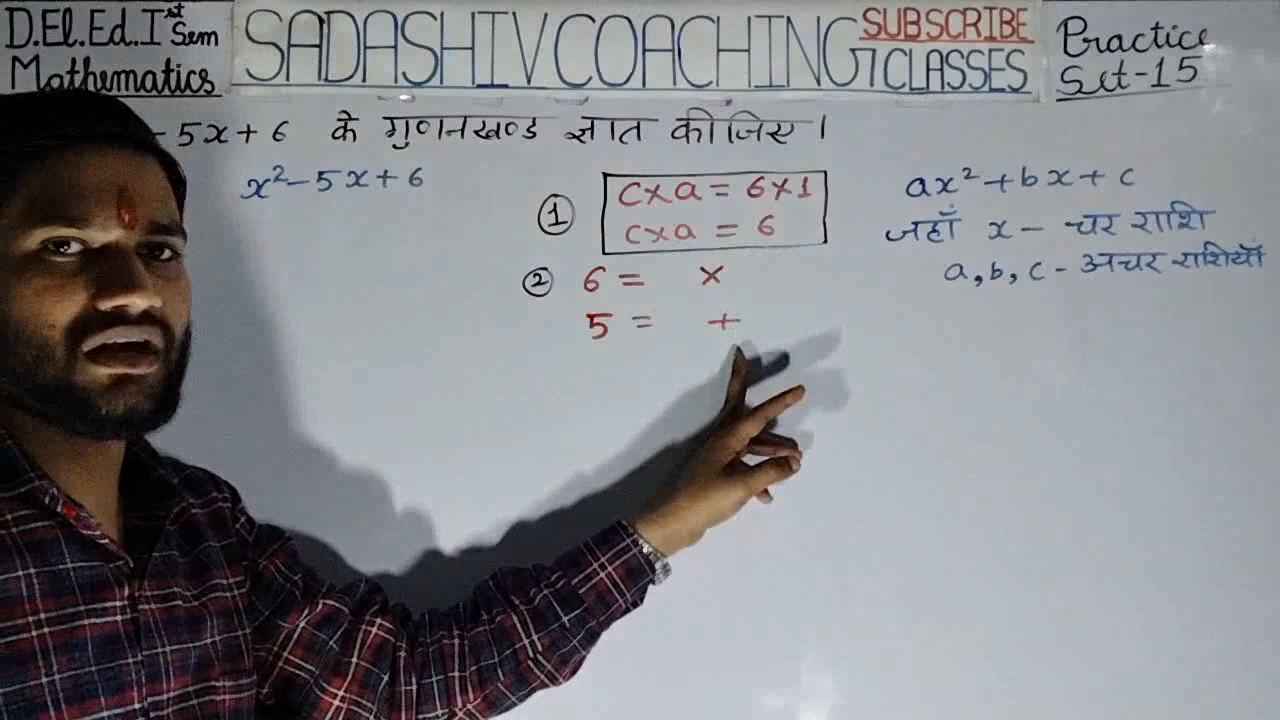 D.El.Ed.Ist Sem
Mathematics
SADASHIV COACHING
SUBSCRIBE
CLASSES
Practice
Set-15
- 5x + 6 के गुणनखण्ड ज्ञात कीजिए।
x² - 5x + 6
① c×a = 6×1
c×a = 6
② 6 = ×
5 = +
ax² + bx + c
जहाँ x - चर राशि
a, b, c - अचर राशियाँ